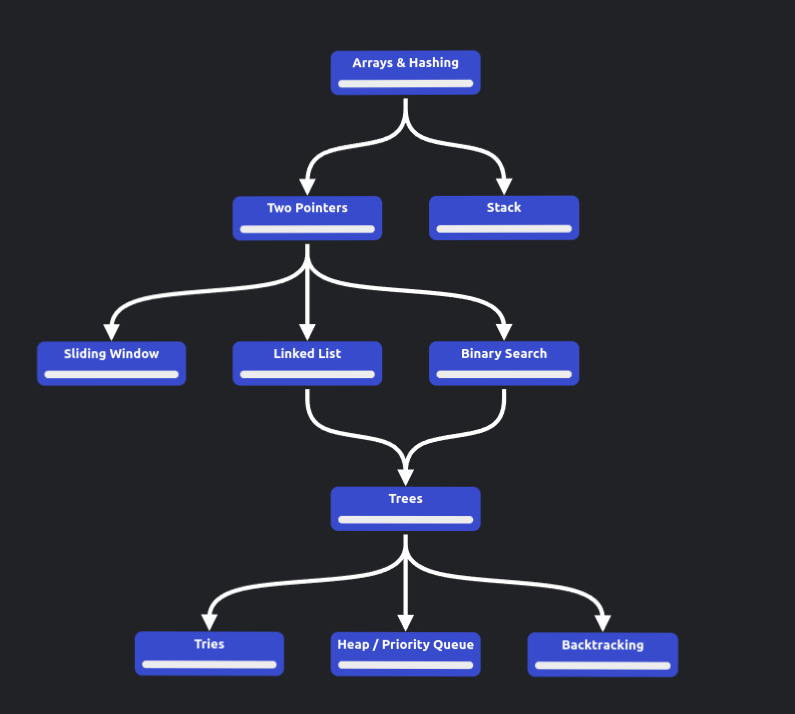 Arrays & Hashing
Two Pointers
Stack
Sliding Window
Linked List
Binary Search
Trees
Tries
Heap / Priority Queue
Backtracking